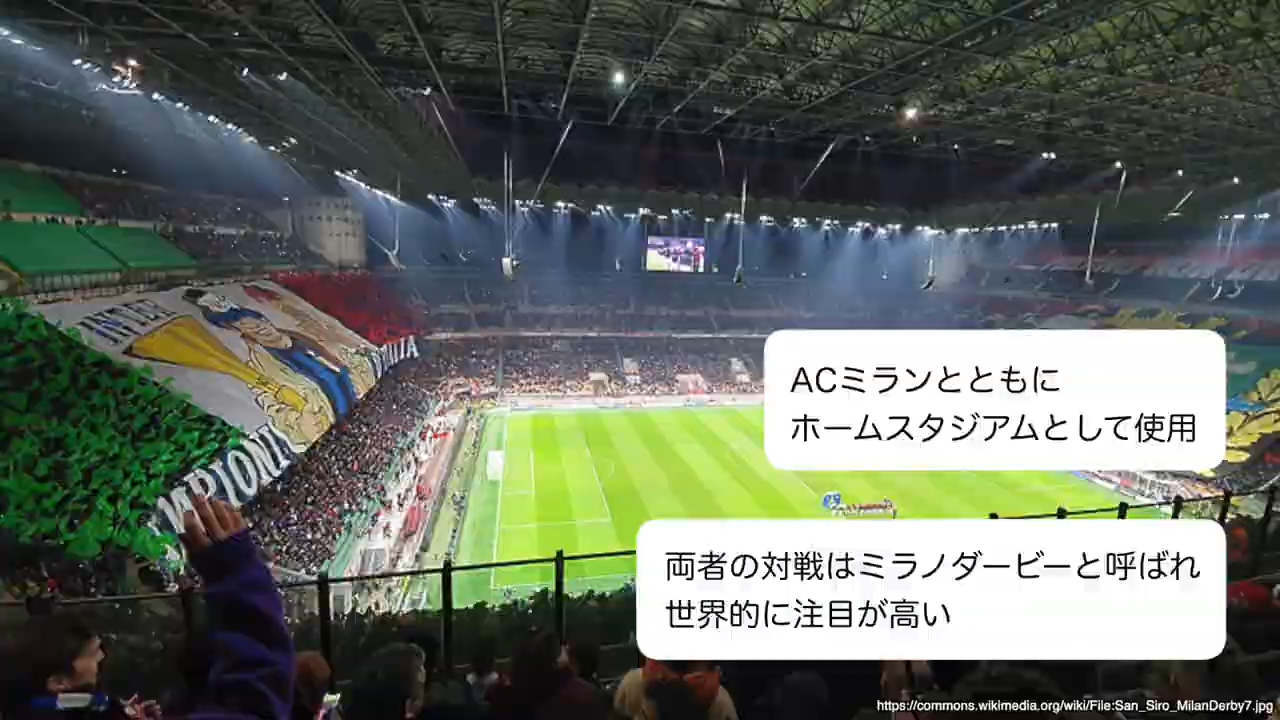 INTER
MPIONI
ACミランとともに
ホームスタジアムとして使用
両者の対戦はミラノダービーと呼ばれ
世界的に注目が高い
https://commons.wikimedia.org/wiki/File:San_Siro_MilanDerby7.jpg